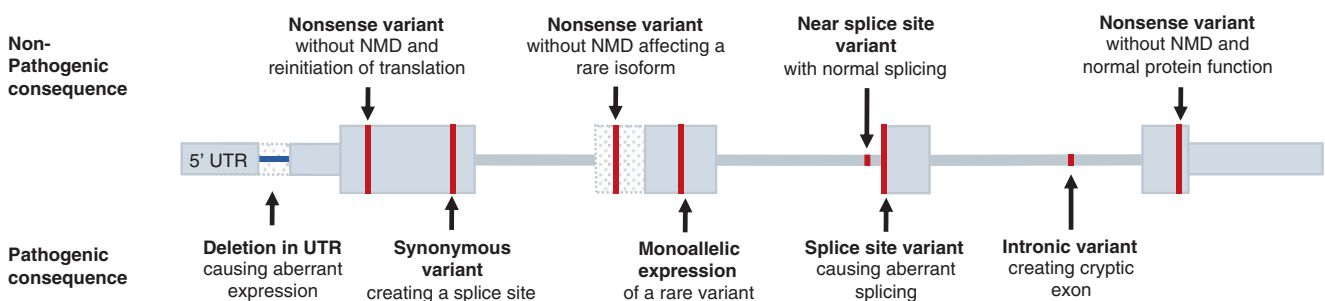 Non-
Pathogenic
consequence
Nonsense variant
without NMD and
reinitiation of translation
Nonsense variant
without NMD affecting a
rare isoform
Near splice site
variant
with normal splicing
Nonsense variant
without NMD and
normal protein function
5' UTR
Pathogenic
consequence
Deletion in UTR
causing aberrant
expression
Synonymous
variant
creating a splice site
Monoallelic
expression
of a rare variant
Splice site variant
causing aberrant
splicing
Intronic variant
creating cryptic
exon